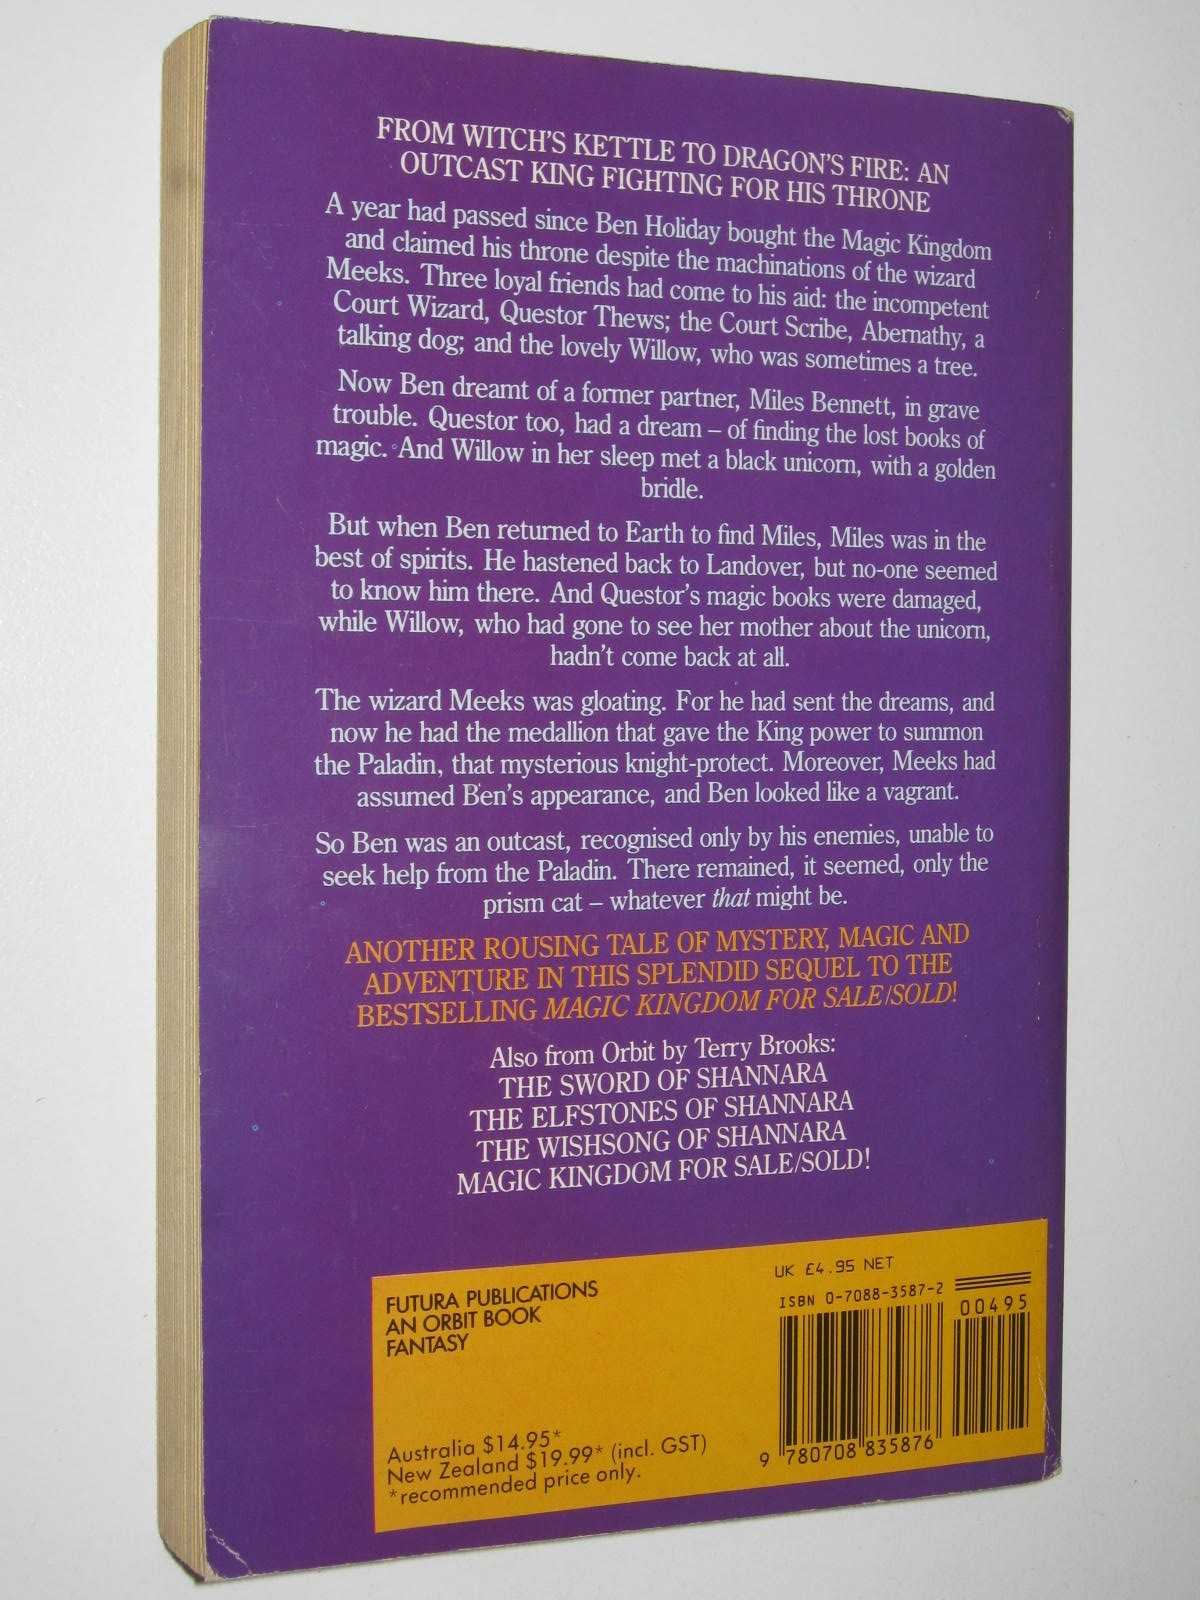 FROM WITCH'S KETTLE TO DRAGON'S FIRE: AN
OUTCAST KING FIGHTING FOR HIS THRONE
A year had passed since Ben Holiday bought the Magic Kingdom
and claimed his throne despite the machinations of the wizard
Meeks. Three loyal friends had come to his aid: the incompetent
Court Wizard, Questor Thews; the Court Scribe, Abernathy, a
talking dog; and the lovely Willow, who was sometimes a tree.
Now Ben dreamt of a former partner, Miles Bennett, in grave
trouble. Questor too, had a dream – of finding the lost books of
magic. And Willow in her sleep met a black unicorn, with a golden
bridle.
But when Ben returned to Earth to find Miles, Miles was in the
best of spirits. He hastened back to Landover, but no-one seemed
to know him there. And Questor's magic books were damaged,
while Willow, who had gone to see her mother about the unicorn,
hadn't come back at all.
The wizard Meeks was gloating. For he had sent the dreams, and
now he had the medallion that gave the King power to summon
the Paladin, that mysterious knight-protect. Moreover, Meeks had
assumed Ben's appearance, and Ben looked like a vagrant.
So Ben was an outcast, recognised only by his enemies, unable to
seek help from the Paladin. There remained, it seemed, only the
prism cat – whatever that might be.
ANOTHER ROUSING TALE OF MYSTERY, MAGIC AND
ADVENTURE IN THIS SPLENDID SEQUEL TO THE
BESTSELLING MAGIC KINGDOM FOR SALE/SOLD!
Also from Orbit by Terry Brooks:
THE SWORD OF SHANNARA
THE ELFSTONES OF SHANNARA
THE WISHSONG OF SHANNARA
MAGIC KINGDOM FOR SALE/SOLD!
FUTURA PUBLICATIONS
AN ORBIT BOOK
FANTASY
Australia $14.95*
New Zealand $19.99* (incl. GST)
*recommended price only.
UK £4.95 NET
ISBN 0-7088-3587-2
00495
9 780708 835876